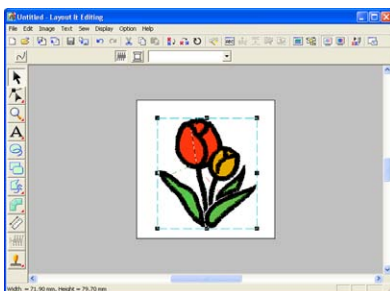 Untitled - Layout & Editing
File Edit Image Text Sew Display Option Help
A
Width = 71.90 mm, Height = 79.70 mm